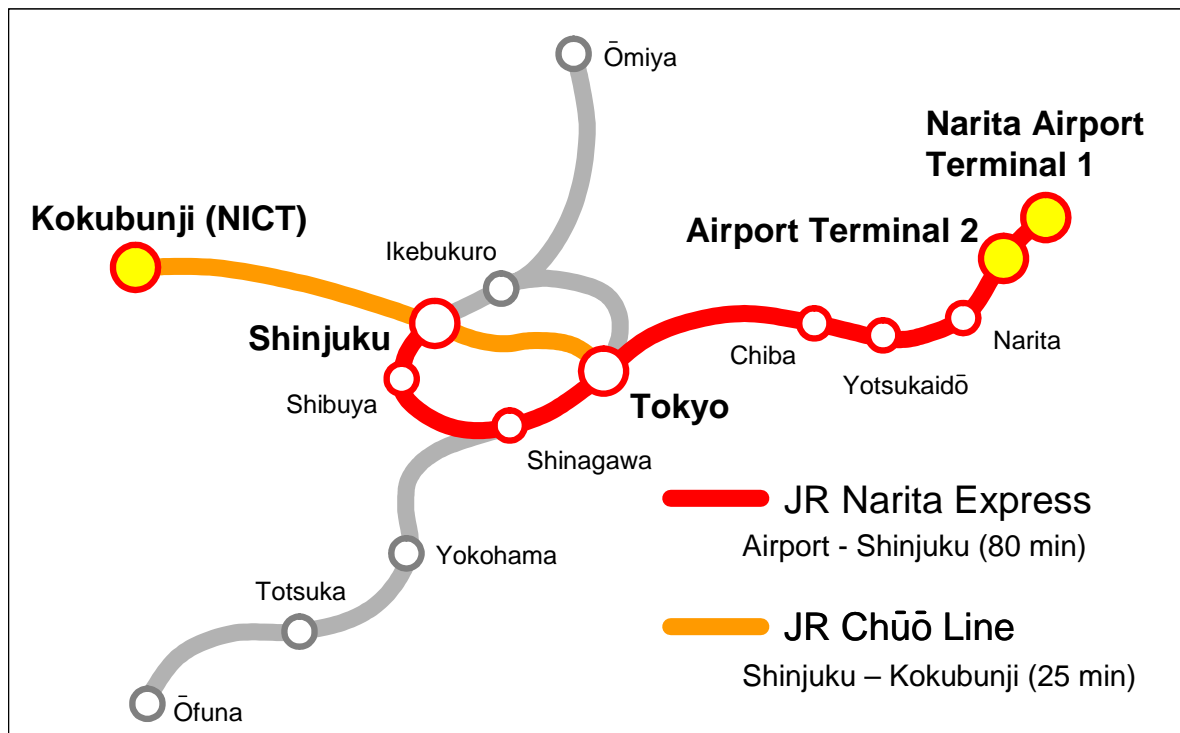 Ōmiya
Narita Airport
Terminal 1
Kokubunji (NICT)
Airport Terminal 2
Ikebukuro
Shinjuku
Narita
Chiba
Yotsukaidō
Shibuya
Tokyo
Shinagawa
JR Narita Express
Airport - Shinjuku (80 min)
Yokohama
Totsuka
JR Chūō Line
Shinjuku – Kokubunji (25 min)
Ōfuna